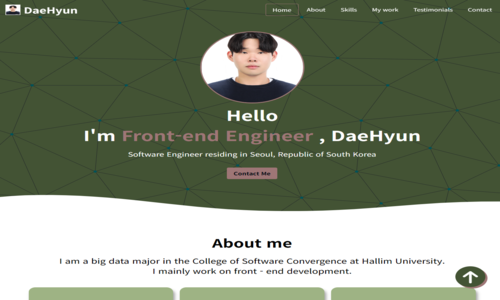 DaeHyun
Home
About
Skills
My work
Testimonials
Contact
Hello
I'm Front-end Engineer , DaeHyun
Software Engineer residing in Seoul, Republic of South Korea
Contact Me
About me
I am a big data major in the College of Software Convergence at Hallim University.
I mainly work on front - end development.